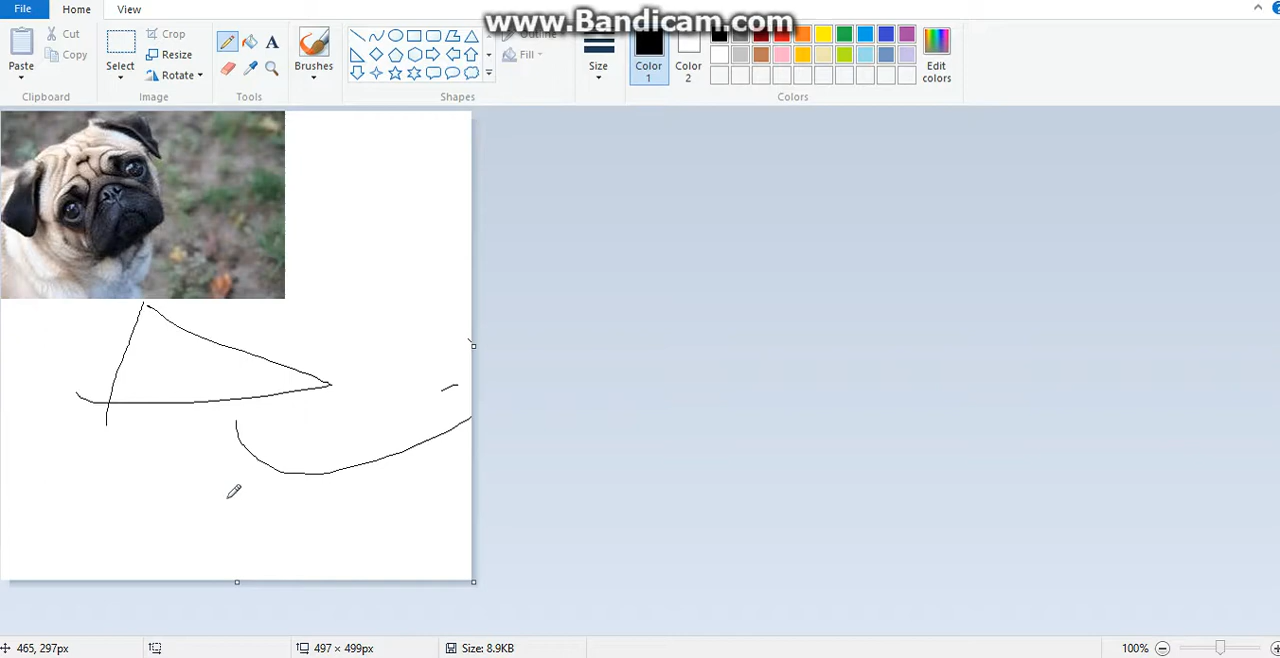 www.Bandicam.com
File Home View
Cut Crop Outline
Paste Copy Select Resize Brushes Fill Size Color 1 Color 2 Edit colors
Rotate
Clipboard Image Tools Shapes Colors
465, 297px 497 × 499px Size: 8.9KB 100%